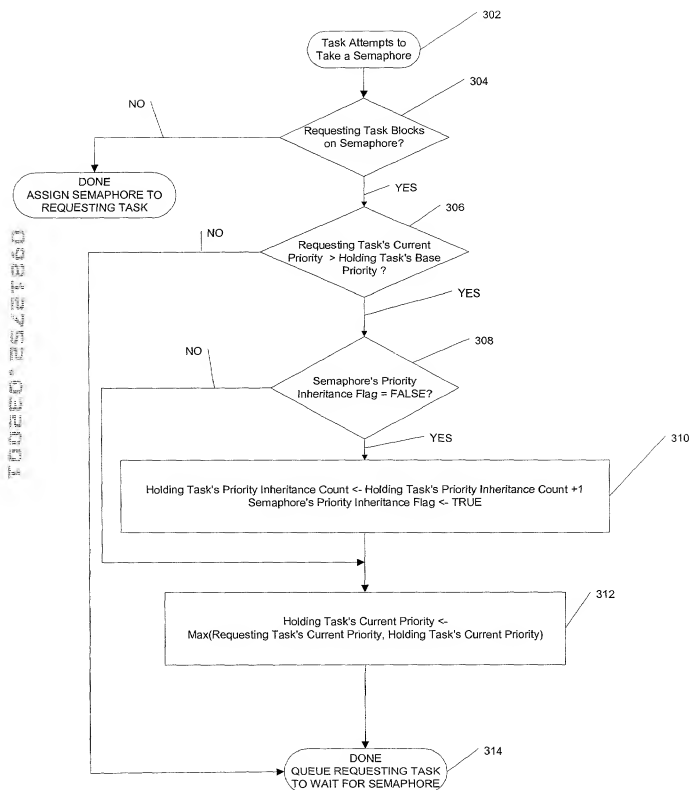 302
Task Attempts to
Take a Semaphore
304
NO
Requesting Task Blocks
on Semaphore?
DONE
ASSIGN SEMAPHORE TO
REQUESTING TASK
YES
306
NO
Requesting Task's Current
Priority > Holding Task's Base
Priority ?
YES
308
NO
Semaphore's Priority
Inheritance Flag = FALSE?
YES
310
Holding Task's Priority Inheritance Count <- Holding Task's Priority Inheritance Count +1
Semaphore's Priority Inheritance Flag <- TRUE
312
Holding Task's Current Priority <-
Max(Requesting Task's Current Priority, Holding Task's Current Priority)
314
DONE
QUEUE REQUESTING TASK
TO WAIT FOR SEMAPHORE